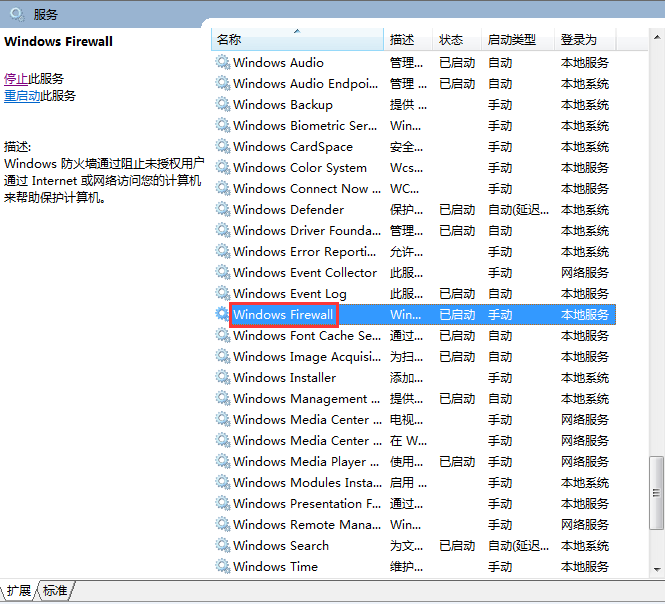 服务
Windows Firewall
停止此服务
重启动此服务
描述:
Windows 防火墙通过阻止未授权用户
通过 Internet 或网络访问您的计算机
来帮助保护计算机。
名称 描述 状态 启动类型 登录为
Windows Audio 管理... 已启动 自动 本地服务
Windows Audio Endpoi... 管理 ... 已启动 自动 本地系统
Windows Backup 提供 ... 手动 本地系统
Windows Biometric Ser... Win... 手动 本地系统
Windows CardSpace 安全... 手动 本地系统
Windows Color System Wcs... 手动 本地服务
Windows Connect Now ... WC... 手动 本地服务
Windows Defender 保护... 已启动 自动(延迟... 本地系统
Windows Driver Founda... 管理... 已启动 自动 本地系统
Windows Error Reporti... 允许... 手动 本地系统
Windows Event Collector 此服... 手动 网络服务
Windows Event Log 此服... 已启动 自动 本地服务
Windows Firewall Win... 已启动 手动 本地服务
Windows Font Cache Se... 通过... 已启动 自动 本地服务
Windows Image Acquisi... 为扫... 已启动 自动 本地服务
Windows Installer 添加... 手动 本地系统
Windows Management ... 提供... 已启动 自动 本地系统
Windows Media Center ... 电视... 手动 网络服务
Windows Media Center ... 在 W... 手动 网络服务
Windows Media Player ... 使用... 已启动 手动 网络服务
Windows Modules Insta... 启用 ... 手动 本地系统
Windows Presentation F... 通过... 手动 本地服务
Windows Remote Mana... Win... 手动 网络服务
Windows Search 为文... 已启动 自动(延迟... 本地系统
Windows Time 维护... 手动 本地服务
扩展 标准